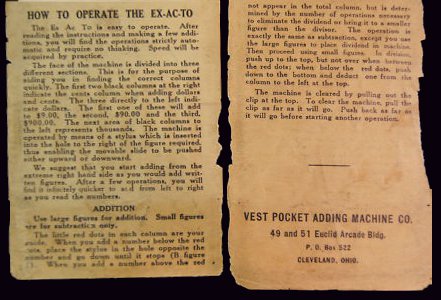 HOW TO OPERATE THE EX-AC-TO
The Ex Ac To is easy to operate. After
reading the instructions and making a few addi-
tions, you will find the operations strictly auto-
matic and require no thinking. Speed will be
acquired by practice.
The face of the machine is divided into three
different sections. This is for the purpose of
aiding you in finding the correct columns
quickly. The first two black columns at the right
indicate the cents column when adding dollars
and cents. The three directly to the left indi-
cate dollars. The first one of these will add
to $9.00, the second, $90.00 and the third,
$900.00. The next area of black columns to
the left represents thousands. The machine is
operated by means of a stylus which is inserted
into the hole to the right of the figure required,
thus enabling the movable slide to be pushed
either upward or downward.
We suggest that you start adding from the
extreme right hand side as you would add writ-
ten figures. After a few operations, you will
find it definitely quicker to add from left to right
as you read the numbers.
ADDITION
Use large figures for addition. Small figures
are for subtraction only.
The little red dots in each column are your
guide. When you add a number below the red
dots, place the stylus in the hole opposite the
number and go down until it stops (B figure
When you add a number above the red
not appear in the total column, but is deter-
mined by the number of operations necessary
to eliminate the dividend or bring it to a smaller
figure than the divisor. The operation is
exactly the same as subtraction, except you use
the large figures to place dividend in machine.
Then proceed using small figures. In division,
push up to the top, but not over when between
the red dots; when below the red dots, push
down to the bottom and deduct one from the
column to the left at the top.
The machine is cleared by pulling out the
clip at the top. To clear the machine, pull the
clip as far as it will go. Push back as far as
it will go before starting another operation.
VEST POCKET ADDING MACHINE CO.
49 and 51 Euclid Arcade Bldg.
P. O. Box 522
CLEVELAND, OHIO.